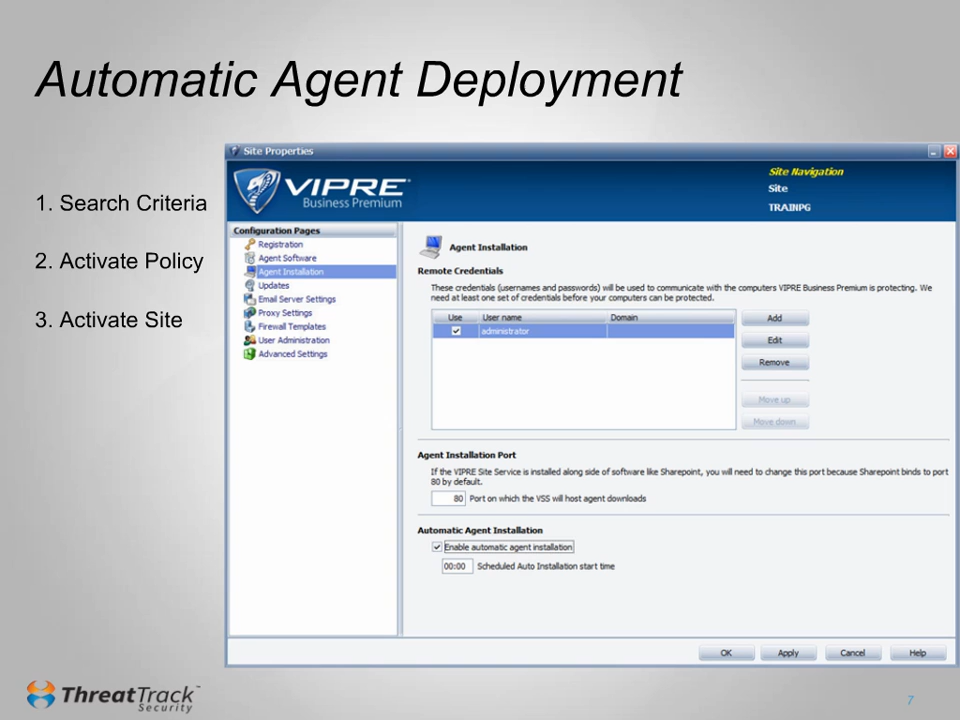 Automatic Agent Deployment
1. Search Criteria
2. Activate Policy
3. Activate Site
Site Properties
VIPRE®
Business Premium
Site Navigation
Site
TRAINPG
Configuration Pages
Registration
Agent Software
Agent Installation
Updates
Email Server Settings
Proxy Settings
Firewall Templates
User Administration
Advanced Settings
Agent Installation
Remote Credentials
These credentials (usernames and passwords) will be used to communicate with the computers VIPRE Business Premium is protecting. We
need at least one set of credentials before your computers can be protected.
Use User name Domain
administrator
Add
Edit
Remove
Move up
Move down
Agent Installation Port
If the VIPRE Site Service is installed along side of software like Sharepoint, you will need to change this port because Sharepoint binds to port
80 by default.
80 Port on which the VSS will host agent downloads
Automatic Agent Installation
Enable automatic agent installation
00:00 Scheduled Auto Installation start time
OK Apply Cancel Help
ThreatTrack™
Security
7